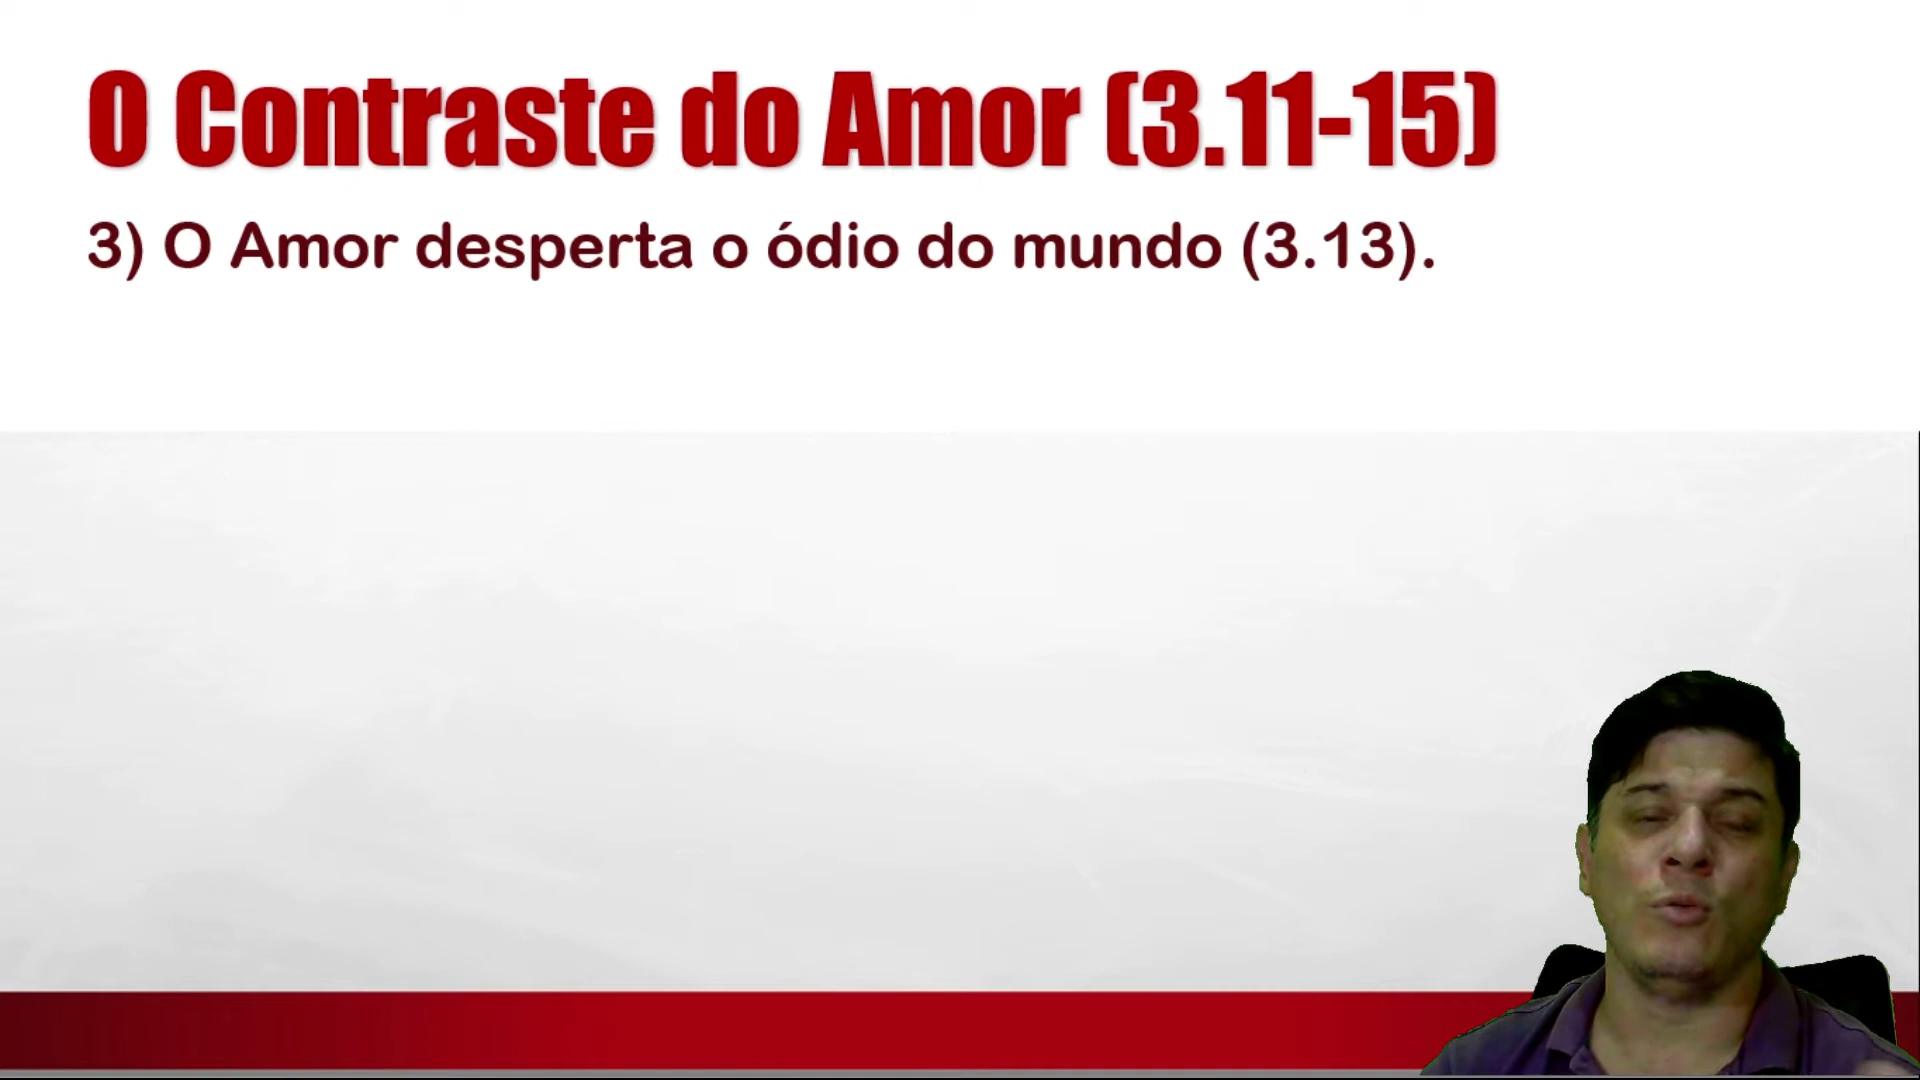 O Contraste do Amor (3.11-15)
3) O Amor desperta o ódio do mundo (3.13).